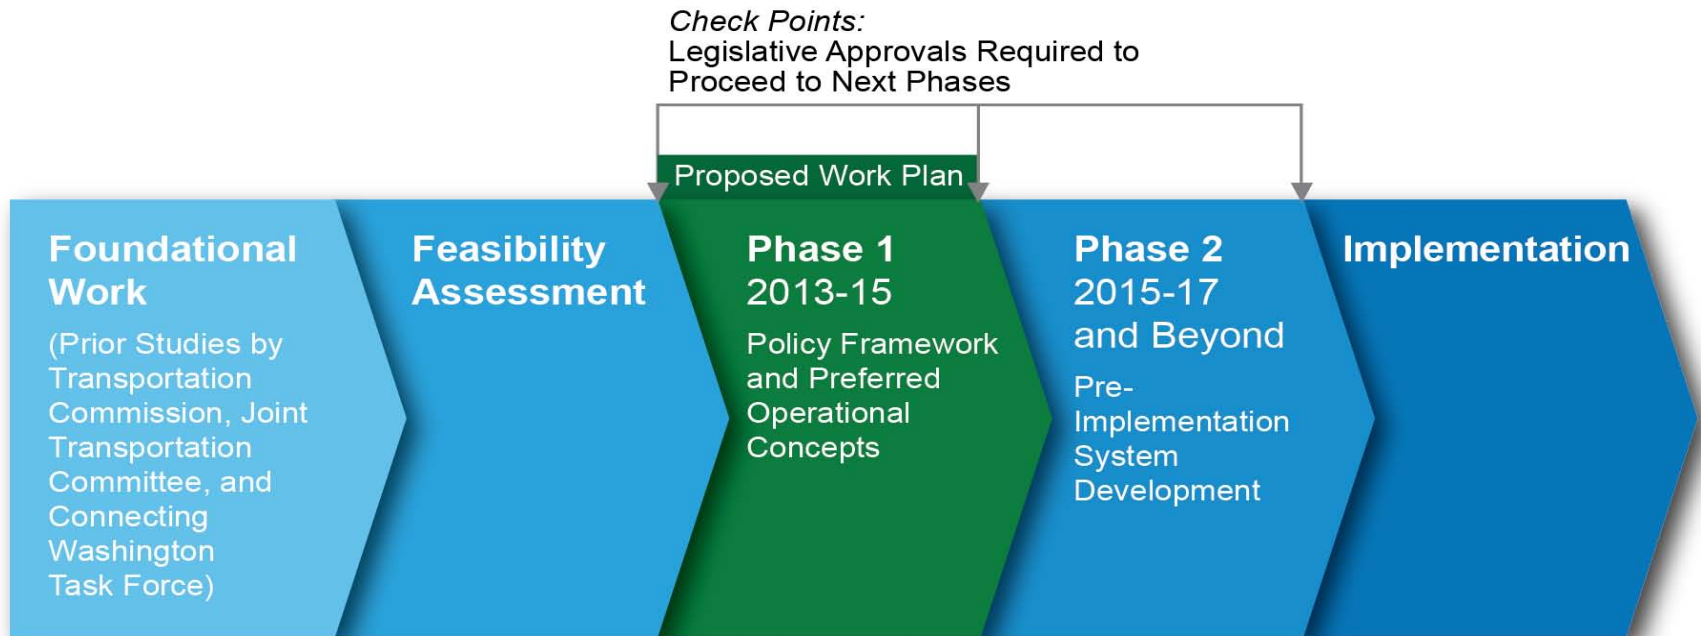 Check Points:
Legislative Approvals Required to
Proceed to Next Phases
Proposed Work Plan
Foundational
Work
(Prior Studies by
Transportation
Commission, Joint
Transportation
Committee, and
Connecting
Washington
Task Force)
Feasibility
Assessment
Phase 1
2013-15
Policy Framework
and Preferred
Operational
Concepts
Phase 2
2015-17
and Beyond
Pre-
Implementation
System
Development
Implementation